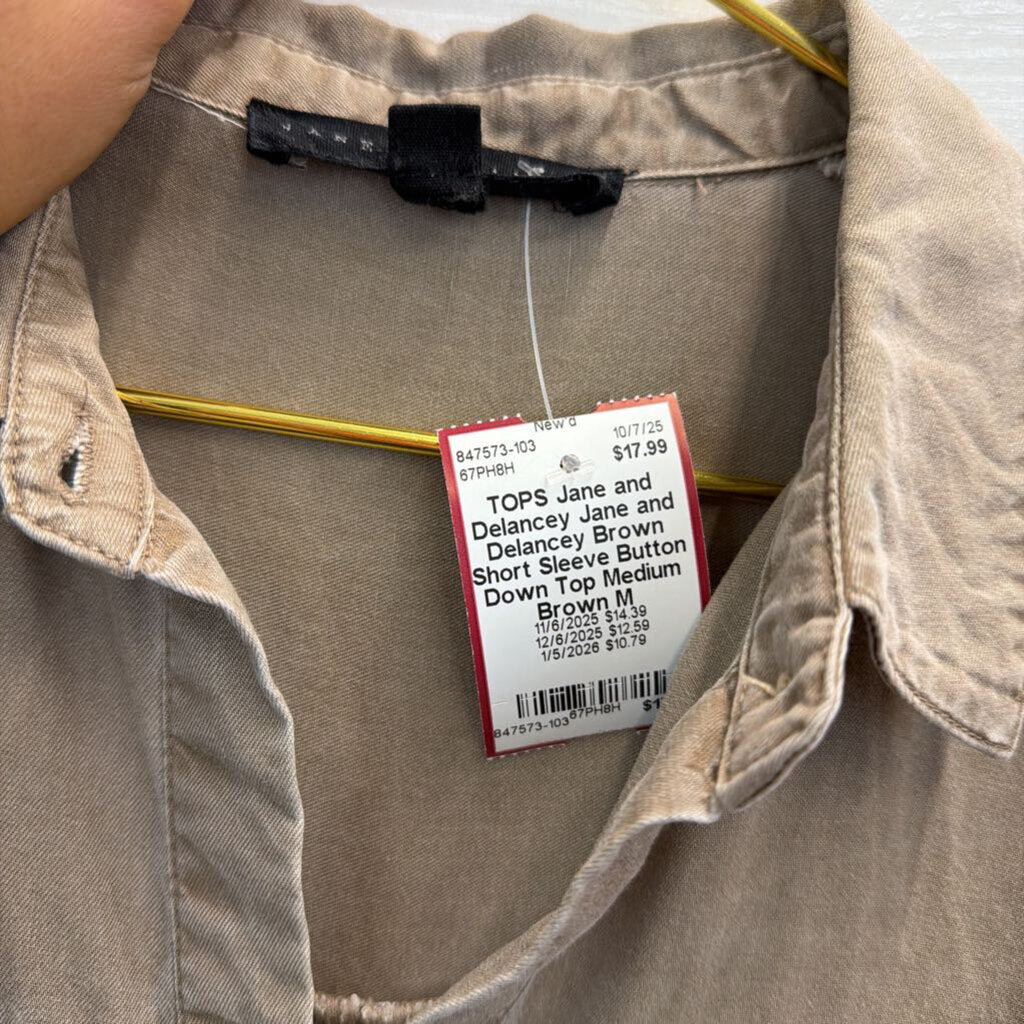 JANE
New
847573-103
10/7/25
67PH8H
$17.99
TOPS Jane and
Delancey Jane and
Delancey Brown
Short Sleeve Button
Down Top Medium
Brown M
11/6/2025 $14.39
12/6/2025 $12.59
1/5/2026 $10.79
847573-103 67PH8H